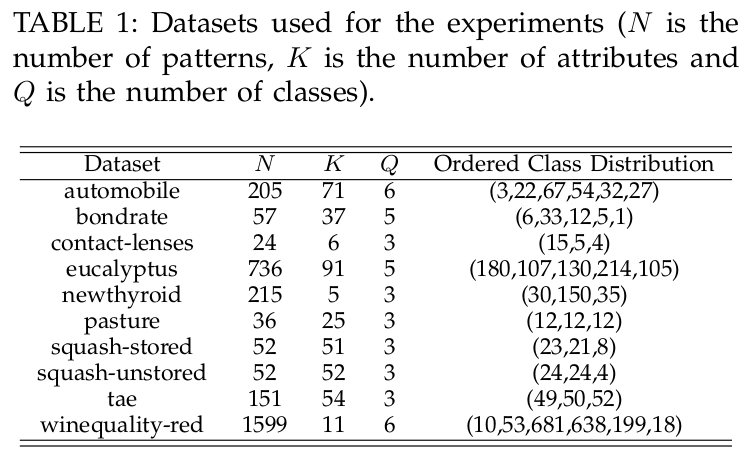 TABLE 1: Datasets used for the experiments (N is the
number of patterns, K is the number of attributes and
Q is the number of classes).
Dataset N K Q Ordered Class Distribution
automobile 205 71 6 (3,22,67,54,32,27)
bondrate 57 37 5 (6,33,12,5,1)
contact-lenses 24 6 3 (15,5,4)
eucalyptus 736 91 5 (180,107,130,214,105)
newthyroid 215 5 3 (30,150,35)
pasture 36 25 3 (12,12,12)
squash-stored 52 51 3 (23,21,8)
squash-unstored 52 52 3 (24,24,4)
tae 151 54 3 (49,50,52)
winequality-red 1599 11 6 (10,53,681,638,199,18)